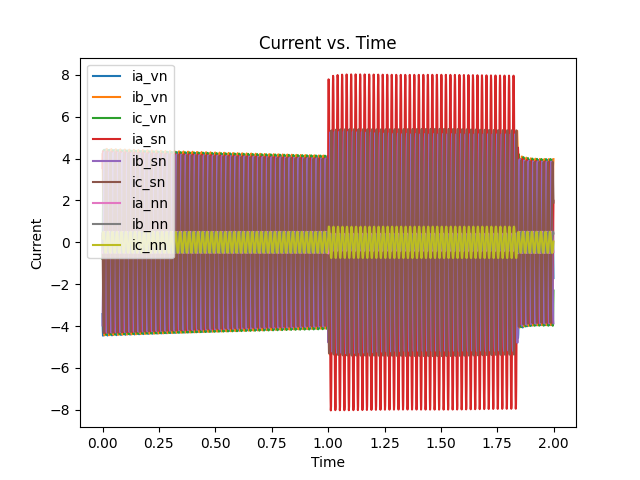 Current vs. Time
ia_vn
ib_vn
ic_vn
ia_sn
ib_sn
ic_sn
ia_nn
ib_nn
ic_nn
8
6
4
2
0
−2
−4
−6
−8
Current
0.00 0.25 0.50 0.75 1.00 1.25 1.50 1.75 2.00
Time